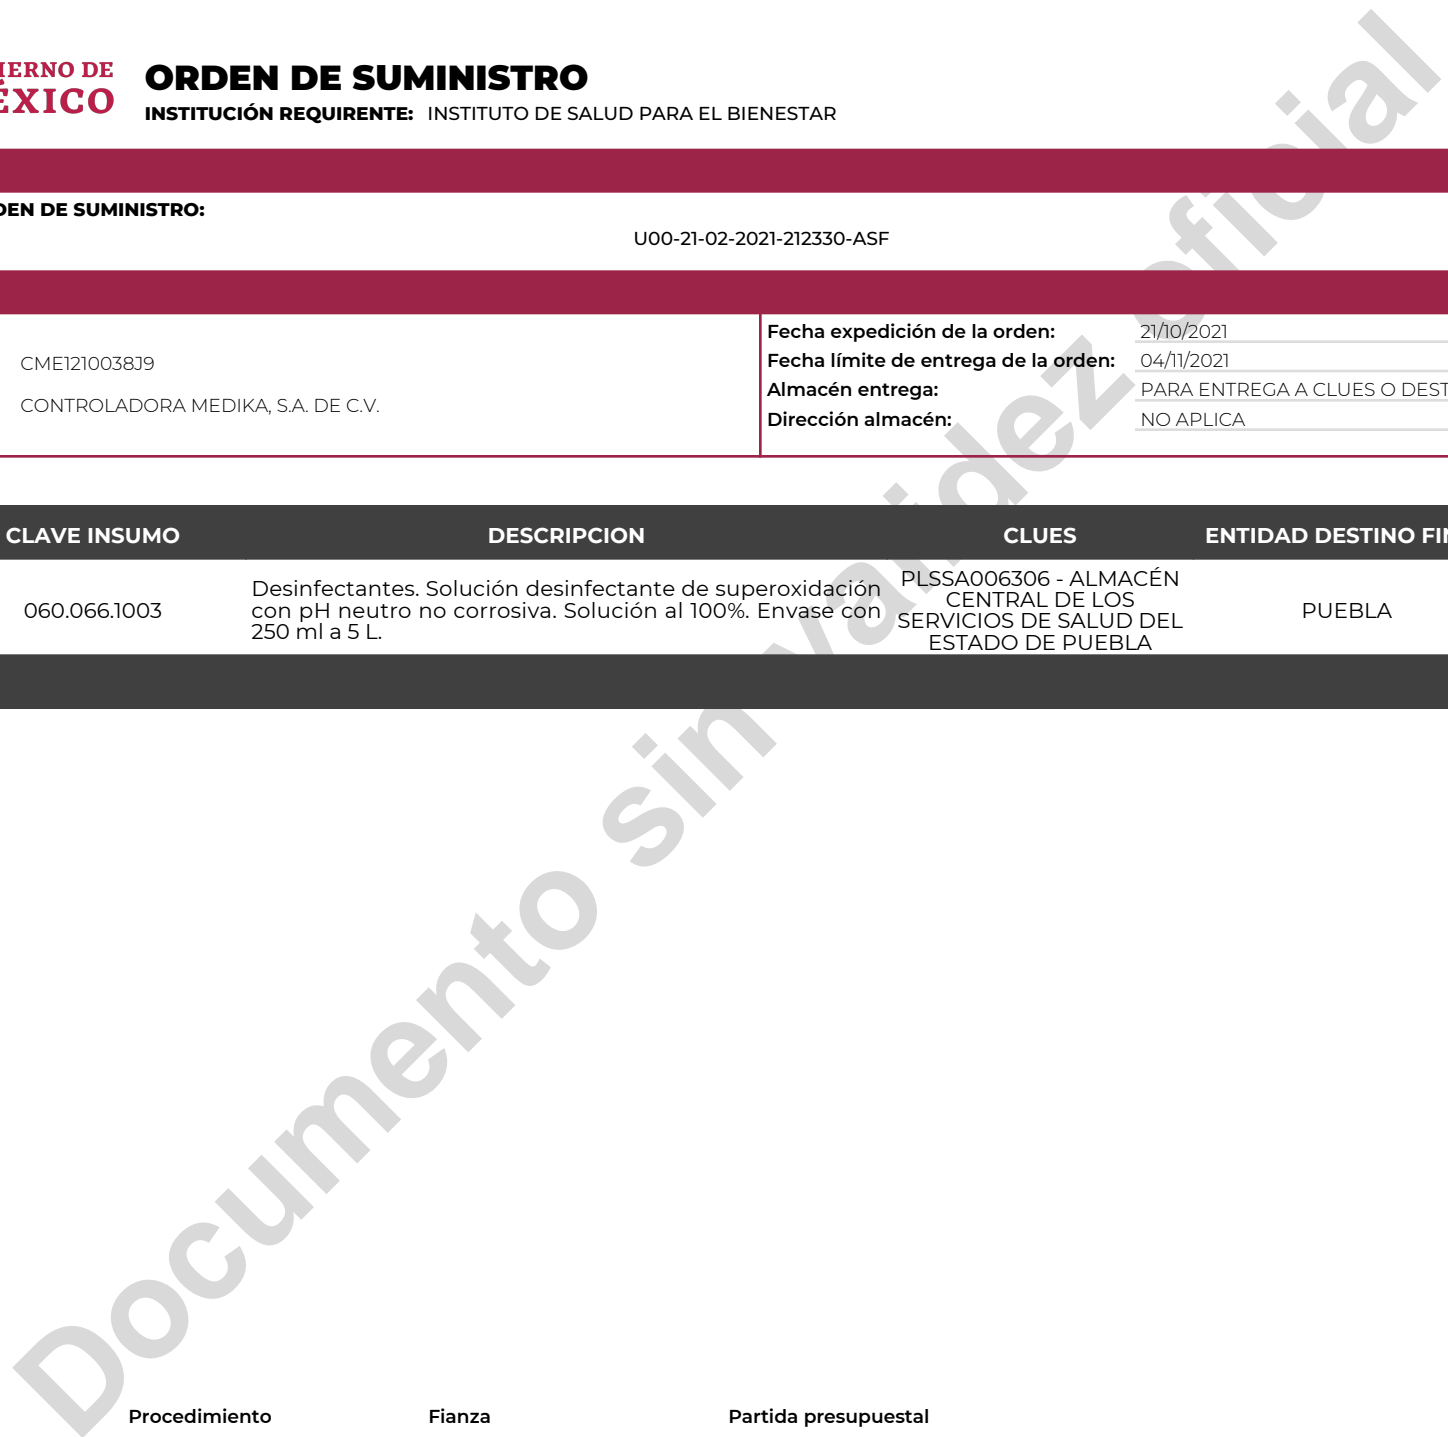 IERNO DE
ÉXICO
ORDEN DE SUMINISTRO
INSTITUCIÓN REQUIRENTE: INSTITUTO DE SALUD PARA EL BIENESTAR
DEN DE SUMINISTRO:
U00-21-02-2021-212330-ASF
CME1210038J9
CONTROLADORA MEDIKA, S.A. DE C.V.
Fecha expedición de la orden: 21/10/2021
Fecha límite de entrega de la orden: 04/11/2021
Almacén entrega: PARA ENTREGA A CLUES O DEST
Dirección almacén: NO APLICA
CLAVE INSUMO DESCRIPCION CLUES ENTIDAD DESTINO FIN
060.066.1003
Desinfectantes. Solución desinfectante de superoxidación
con pH neutro no corrosiva. Solución al 100%. Envase con
250 ml a 5 L.
PLSSA006306 - ALMACÉN
CENTRAL DE LOS
SERVICIOS DE SALUD DEL
ESTADO DE PUEBLA
PUEBLA
Documento sin validez oficial
Procedimiento Fianza Partida presupuestal